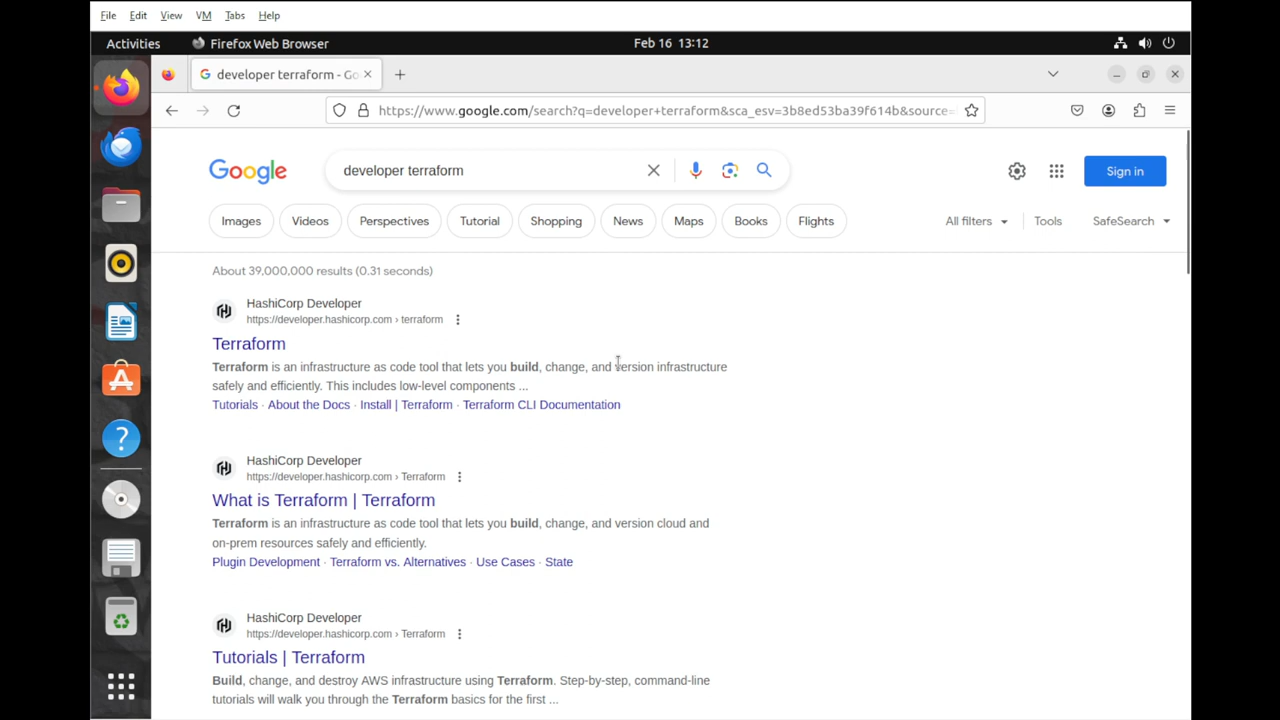 File Edit View VM Tabs Help
Activities Firefox Web Browser Feb 16 13:12
developer terraform - Go
https://www.google.com/search?q=developer+terraform&sca_esv=3b8ed53ba39f614b&source=
Google developer terraform Sign in
Images Videos Perspectives Tutorial Shopping News Maps Books Flights All filters Tools SafeSearch
About 39,000,000 results (0.31 seconds)
HashiCorp Developer
https://developer.hashicorp.com › terraform
Terraform
Terraform is an infrastructure as code tool that lets you build, change, and version infrastructure
safely and efficiently. This includes low-level components ...
Tutorials · About the Docs · Install | Terraform · Terraform CLI Documentation
HashiCorp Developer
https://developer.hashicorp.com › Terraform
What is Terraform | Terraform
Terraform is an infrastructure as code tool that lets you build, change, and version cloud and
on-prem resources safely and efficiently.
Plugin Development · Terraform vs. Alternatives · Use Cases · State
HashiCorp Developer
https://developer.hashicorp.com › Terraform
Tutorials | Terraform
Build, change, and destroy AWS infrastructure using Terraform. Step-by-step, command-line
tutorials will walk you through the Terraform basics for the first ...